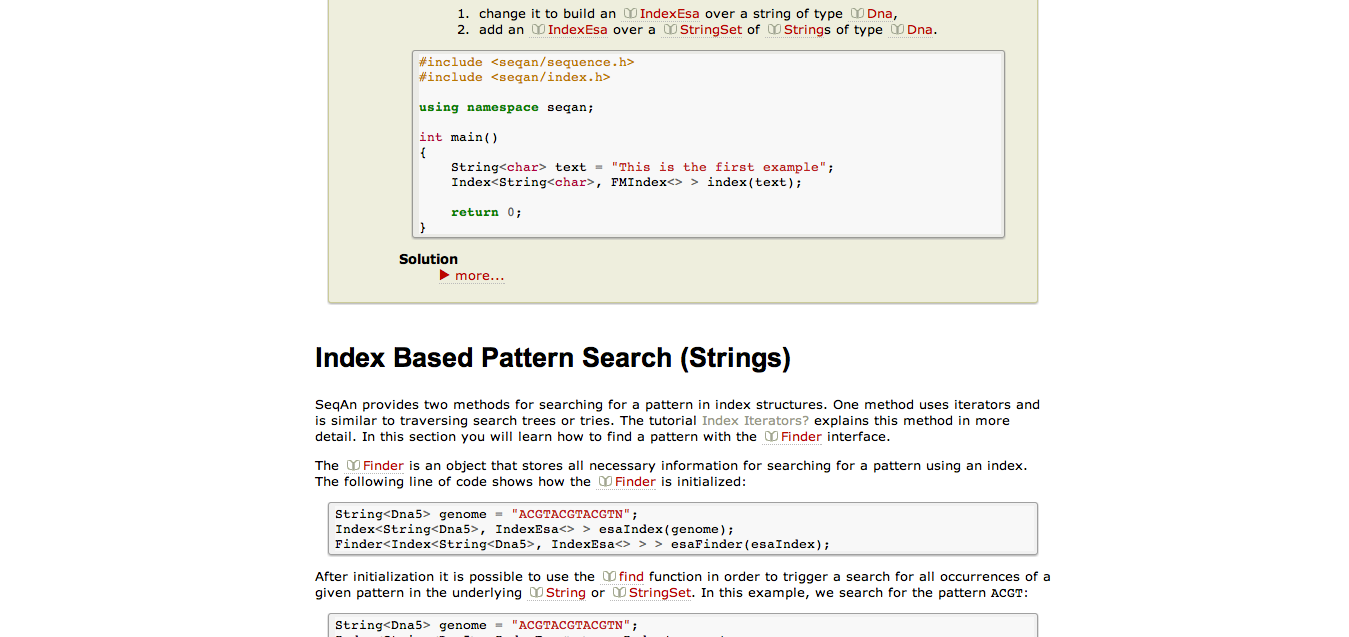 1. change it to build an IndexEsa over a string of type Dna,
2. add an IndexEsa over a StringSet of Strings of type Dna.
#include <seqan/sequence.h>
#include <seqan/index.h>
using namespace seqan;
int main()
{
    String<char> text = "This is the first example";
    Index<String<char>, FMIndex<> > index(text);
    return 0;
}
Solution
more...
Index Based Pattern Search (Strings)
SeqAn provides two methods for searching for a pattern in index structures. One method uses iterators and
is similar to traversing search trees or tries. The tutorial Index Iterators? explains this method in more
detail. In this section you will learn how to find a pattern with the Finder interface.
The Finder is an object that stores all necessary information for searching for a pattern using an index.
The following line of code shows how the Finder is initialized:
String<Dna5> genome = "ACGTACGTACGTN";
Index<String<Dna5>, IndexEsa<> > esaIndex(genome);
Finder<Index<String<Dna5>, IndexEsa<> > > esaFinder(esaIndex);
After initialization it is possible to use the find function in order to trigger a search for all occurrences of a
given pattern in the underlying String or StringSet. In this example, we search for the pattern ACGT:
String<Dna5> genome = "ACGTACGTACGTN";